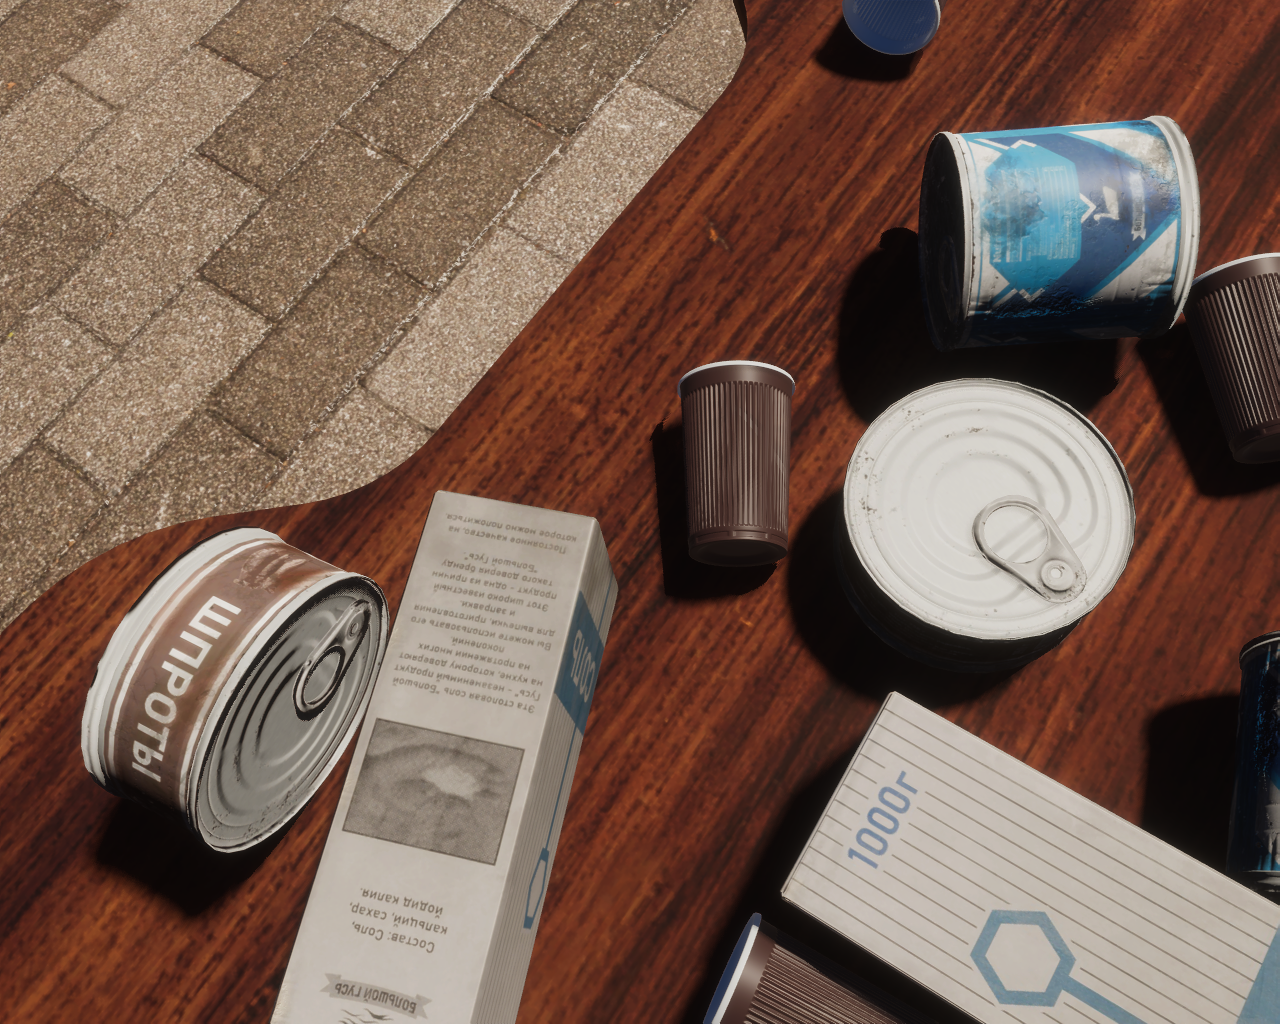 ШПРОТЫ
БОЛЬШОЙ ГУСЬ
Состав: Соль,
кальций, сахар,
йодид калия.
Эта столовая соль "Большой
Гусь" - незаменимый продукт
на кухне, которому доверяют
на протяжении многих
поколений.
Вы можете использовать его
для выпечки, приготовления
и
заправки.
Этот широко известный
продукт - одна из причин
такого доверия бренду
"Большой Гусь".
Постоянное качество, на
которое можно положиться
СОЛЬ
1000г